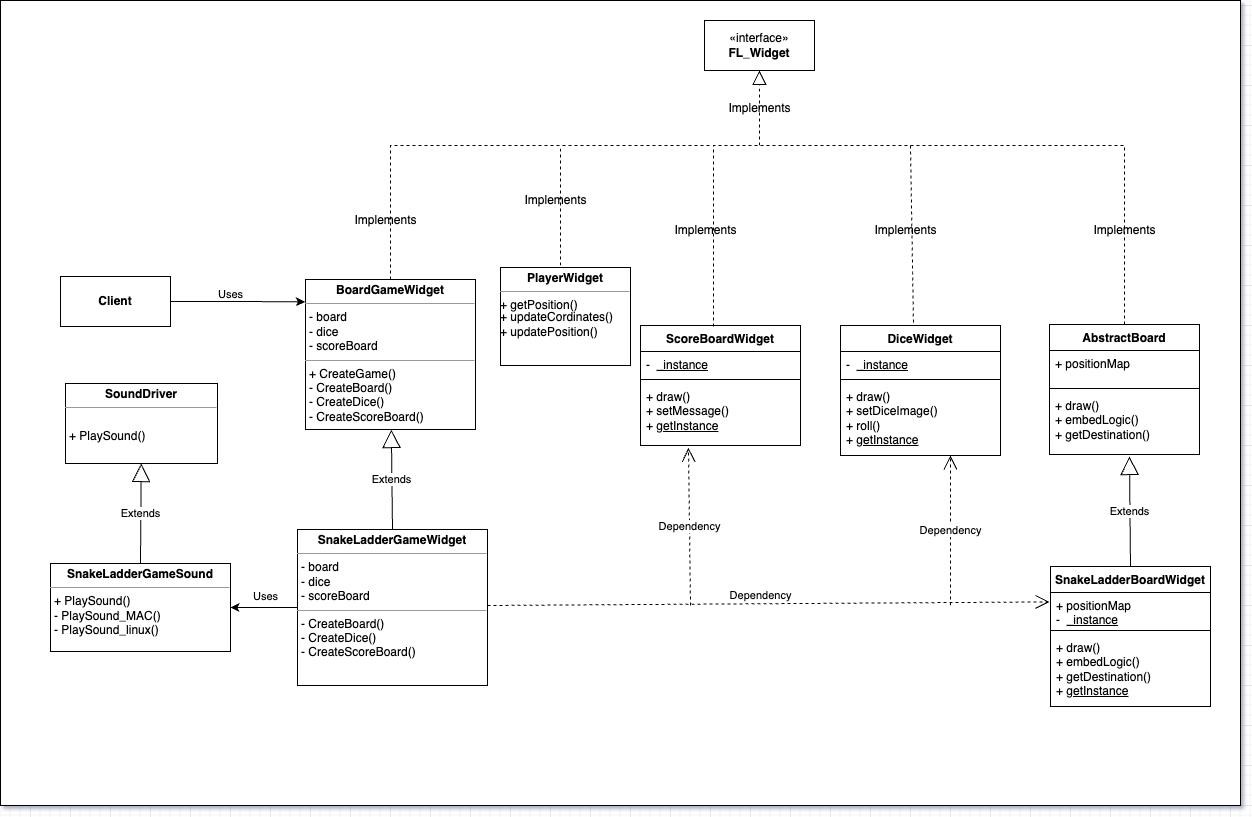 «interface»
FL_Widget
Implements
Implements
Implements
Implements
Implements
Implements
Client
Uses
BoardGameWidget
- board
- dice
- scoreBoard
+ CreateGame()
- CreateBoard()
- CreateDice()
- CreateScoreBoard()
PlayerWidget
+ getPosition()
+ updateCordinates()
+ updatePosition()
ScoreBoardWidget
- _instance
+ draw()
+ setMessage()
+ getInstance
DiceWidget
- _instance
+ draw()
+ setDiceImage()
+ roll()
+ getInstance
AbstractBoard
+ positionMap
+ draw()
+ embedLogic()
+ getDestination()
SoundDriver
+ PlaySound()
Extends
Extends
Extends
Dependency
Dependency
SnakeLadderGameSound
+ PlaySound()
- PlaySound_MAC()
- PlaySound_linux()
Uses
SnakeLadderGameWidget
- board
- dice
- scoreBoard
- CreateBoard()
- CreateDice()
- CreateScoreBoard()
Dependency
SnakeLadderBoardWidget
+ positionMap
- _instance
+ draw()
+ embedLogic()
+ getDestination()
+ getInstance